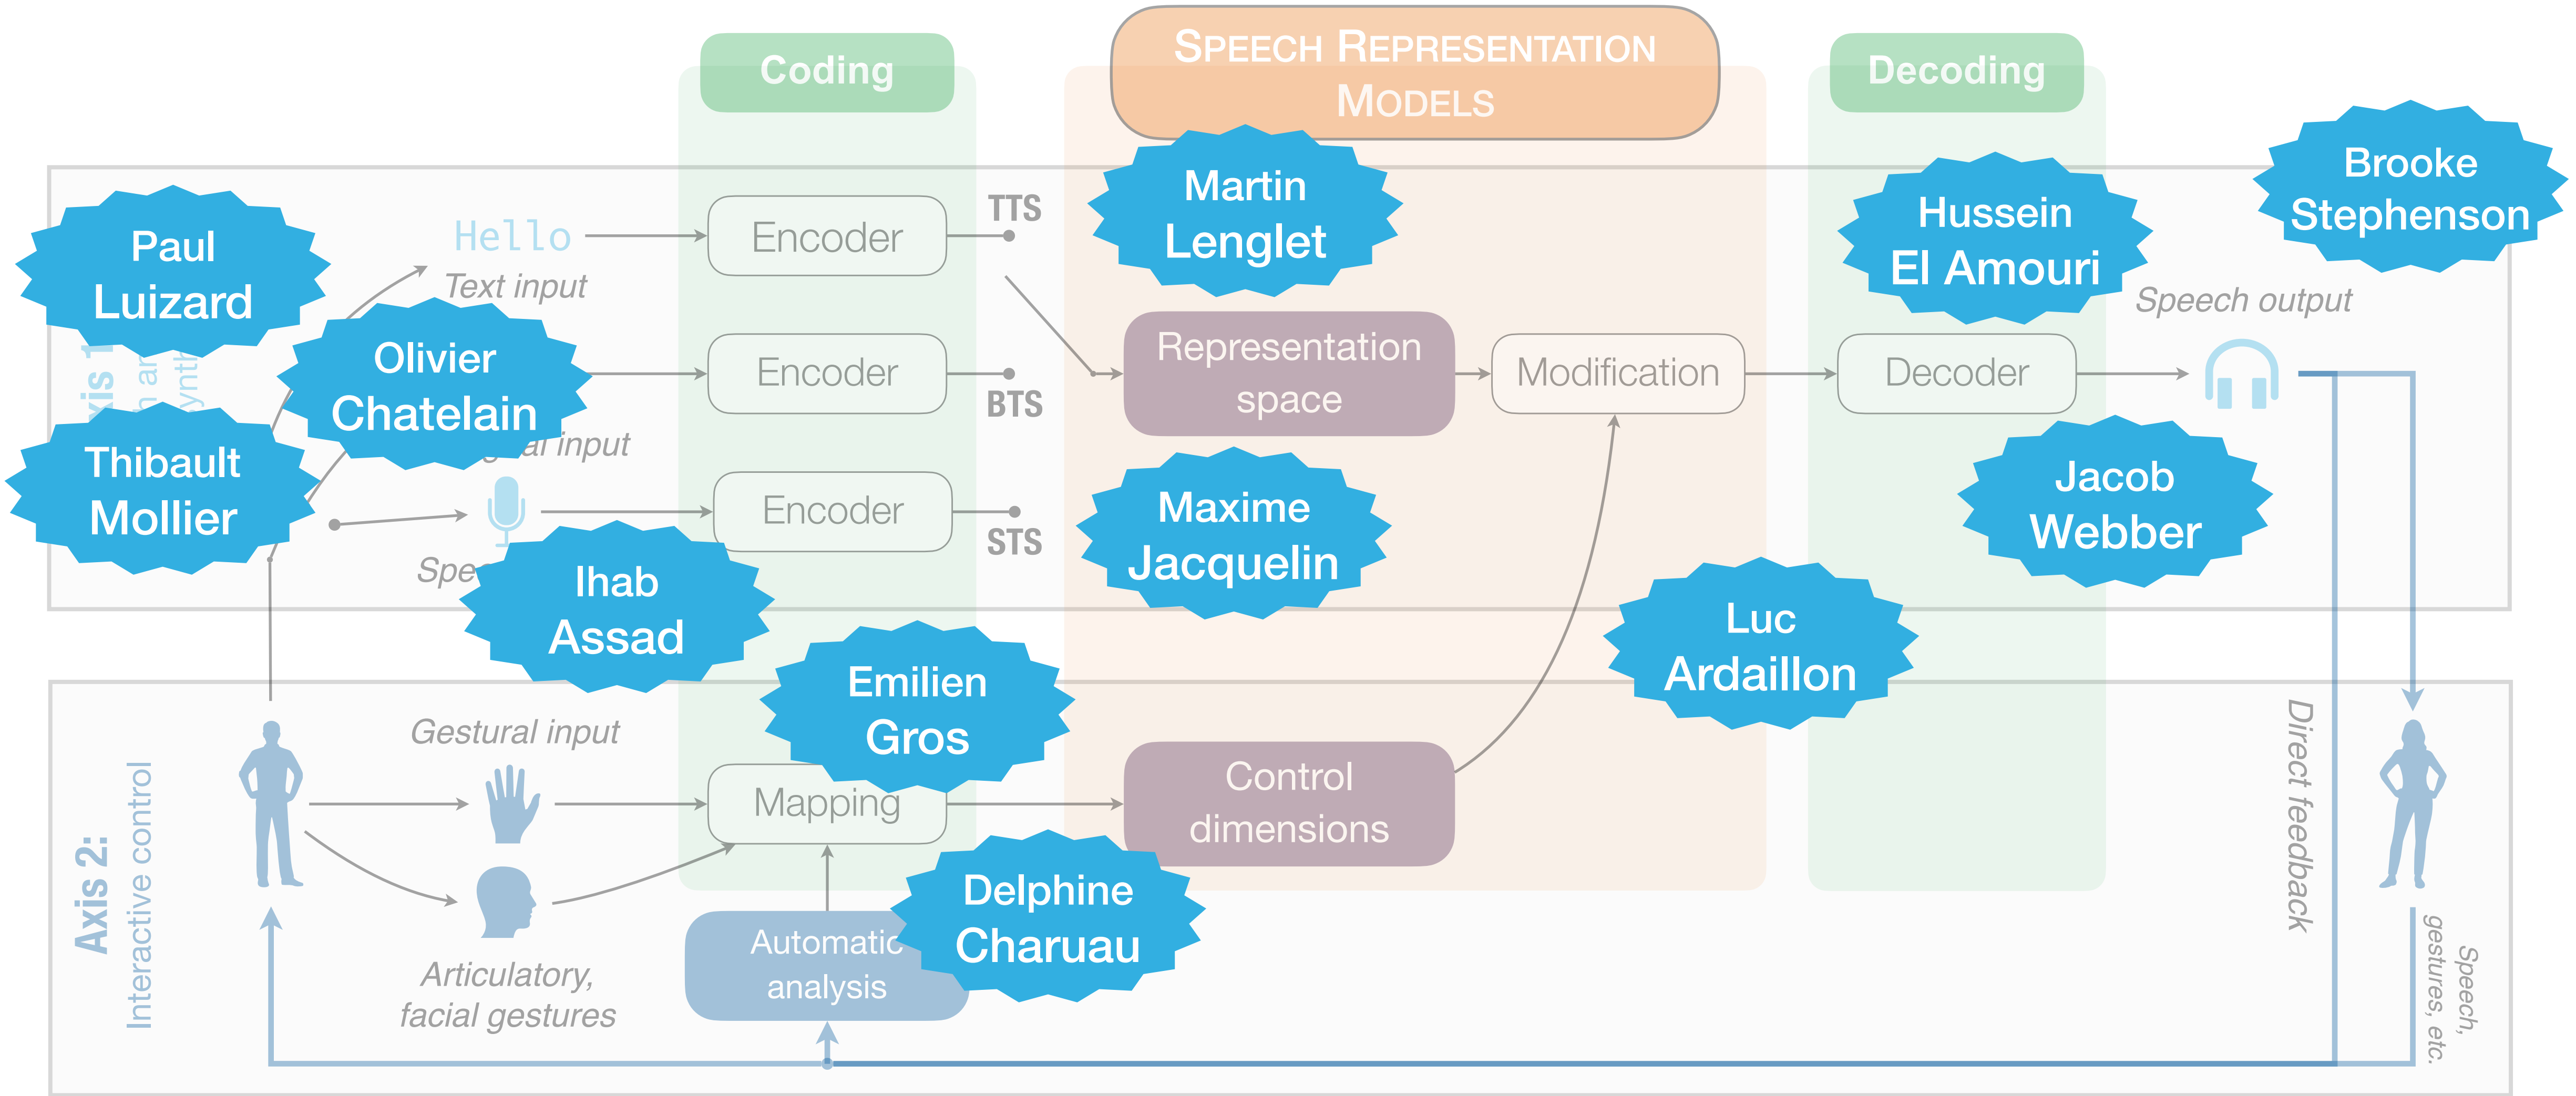 Coding
SPEECH REPRESENTATION
MODELS
Decoding
Brooke
Stephenson
Martin
Lenglet
Hussein
El Amouri
Paul
Luizard
Hello
Text input
Encoder
TTS
Speech output
Olivier
Chatelain
Encoder
BTS
Representation
space
Modification
Decoder
input
Thibault
Mollier
Encoder
STS
Maxime
Jacquelin
Jacob
Webber
Ihab
Assad
Luc
Ardaillon
Emilien
Gros
Axis 2:
Interactive control
Gestural input
Mapping
Control
dimensions
Direct feedback
Articulatory,
facial gestures
Automatic
analysis
Delphine
Charuau
Speech,
gestures, etc.